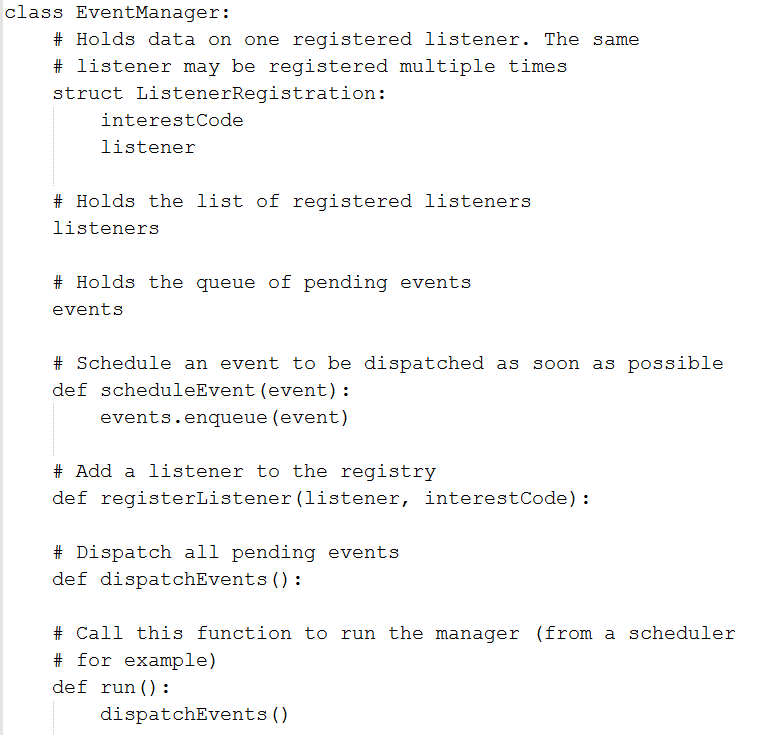 class EventManager:
    # Holds data on one registered listener. The same
    # listener may be registered multiple times
    struct ListenerRegistration:
        interestCode
        listener

    # Holds the list of registered listeners
    listeners

    # Holds the queue of pending events
    events

    # Schedule an event to be dispatched as soon as possible
    def scheduleEvent(event):
        events.enqueue(event)

    # Add a listener to the registry
    def registerListener(listener, interestCode):

    # Dispatch all pending events
    def dispatchEvents():

    # Call this function to run the manager (from a scheduler
    # for example)
    def run():
        dispatchEvents()